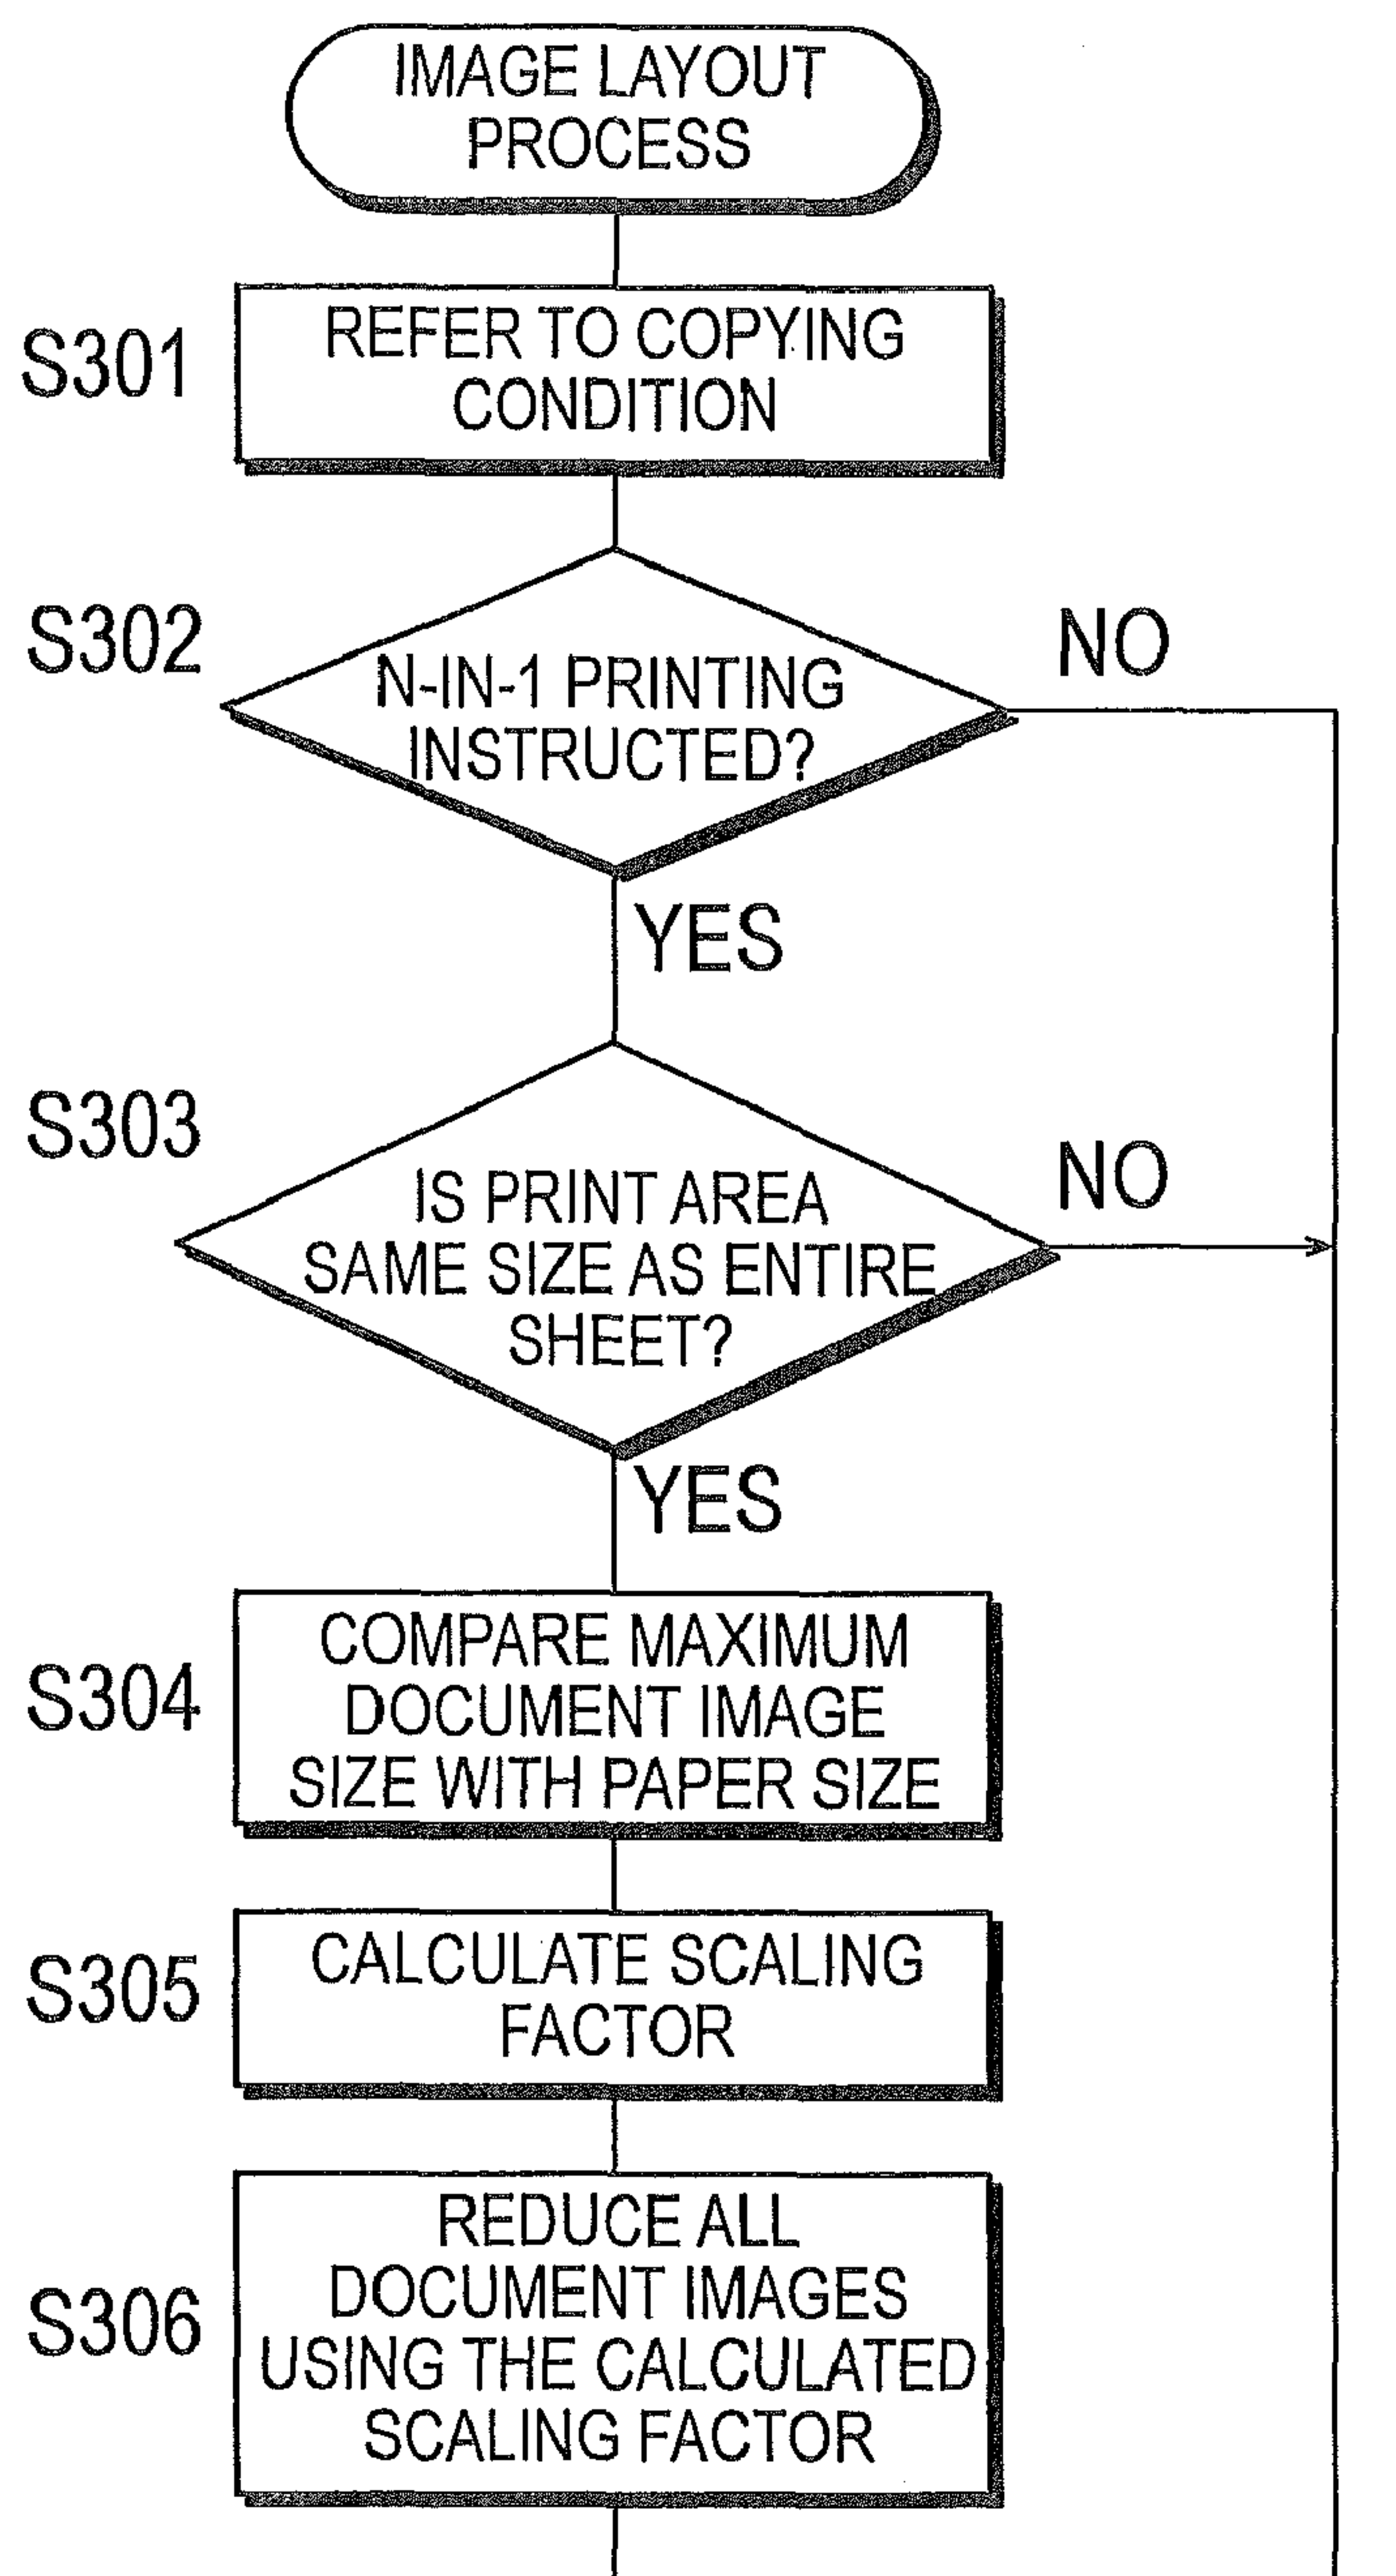 IMAGE LAYOUT
PROCESS
S301
REFER TO COPYING
CONDITION
S302
N-IN-1 PRINTING
INSTRUCTED?
NO
YES
S303
IS PRINT AREA
SAME SIZE AS ENTIRE
SHEET?
NO
YES
S304
COMPARE MAXIMUM
DOCUMENT IMAGE
SIZE WITH PAPER SIZE
S305
CALCULATE SCALING
FACTOR
S306
REDUCE ALL
DOCUMENT IMAGES
USING THE CALCULATED
SCALING FACTOR